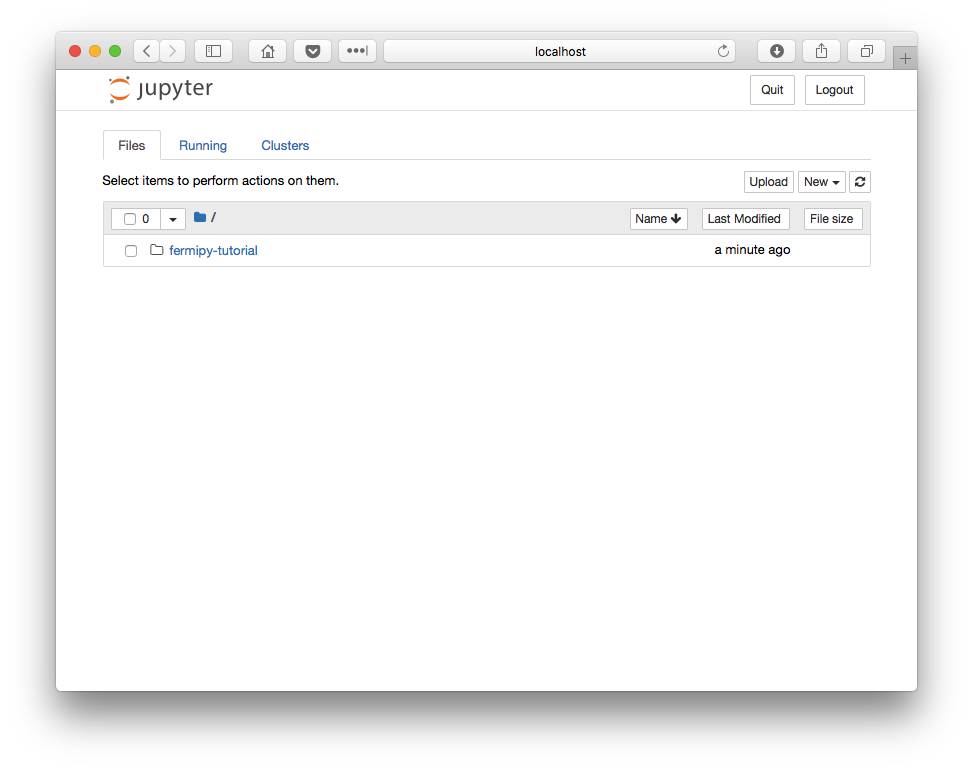 localhost
jupyter
Quit
Logout
Files
Running
Clusters
Select items to perform actions on them.
Upload
New
0
/
Name
Last Modified
File size
fermipy-tutorial
a minute ago